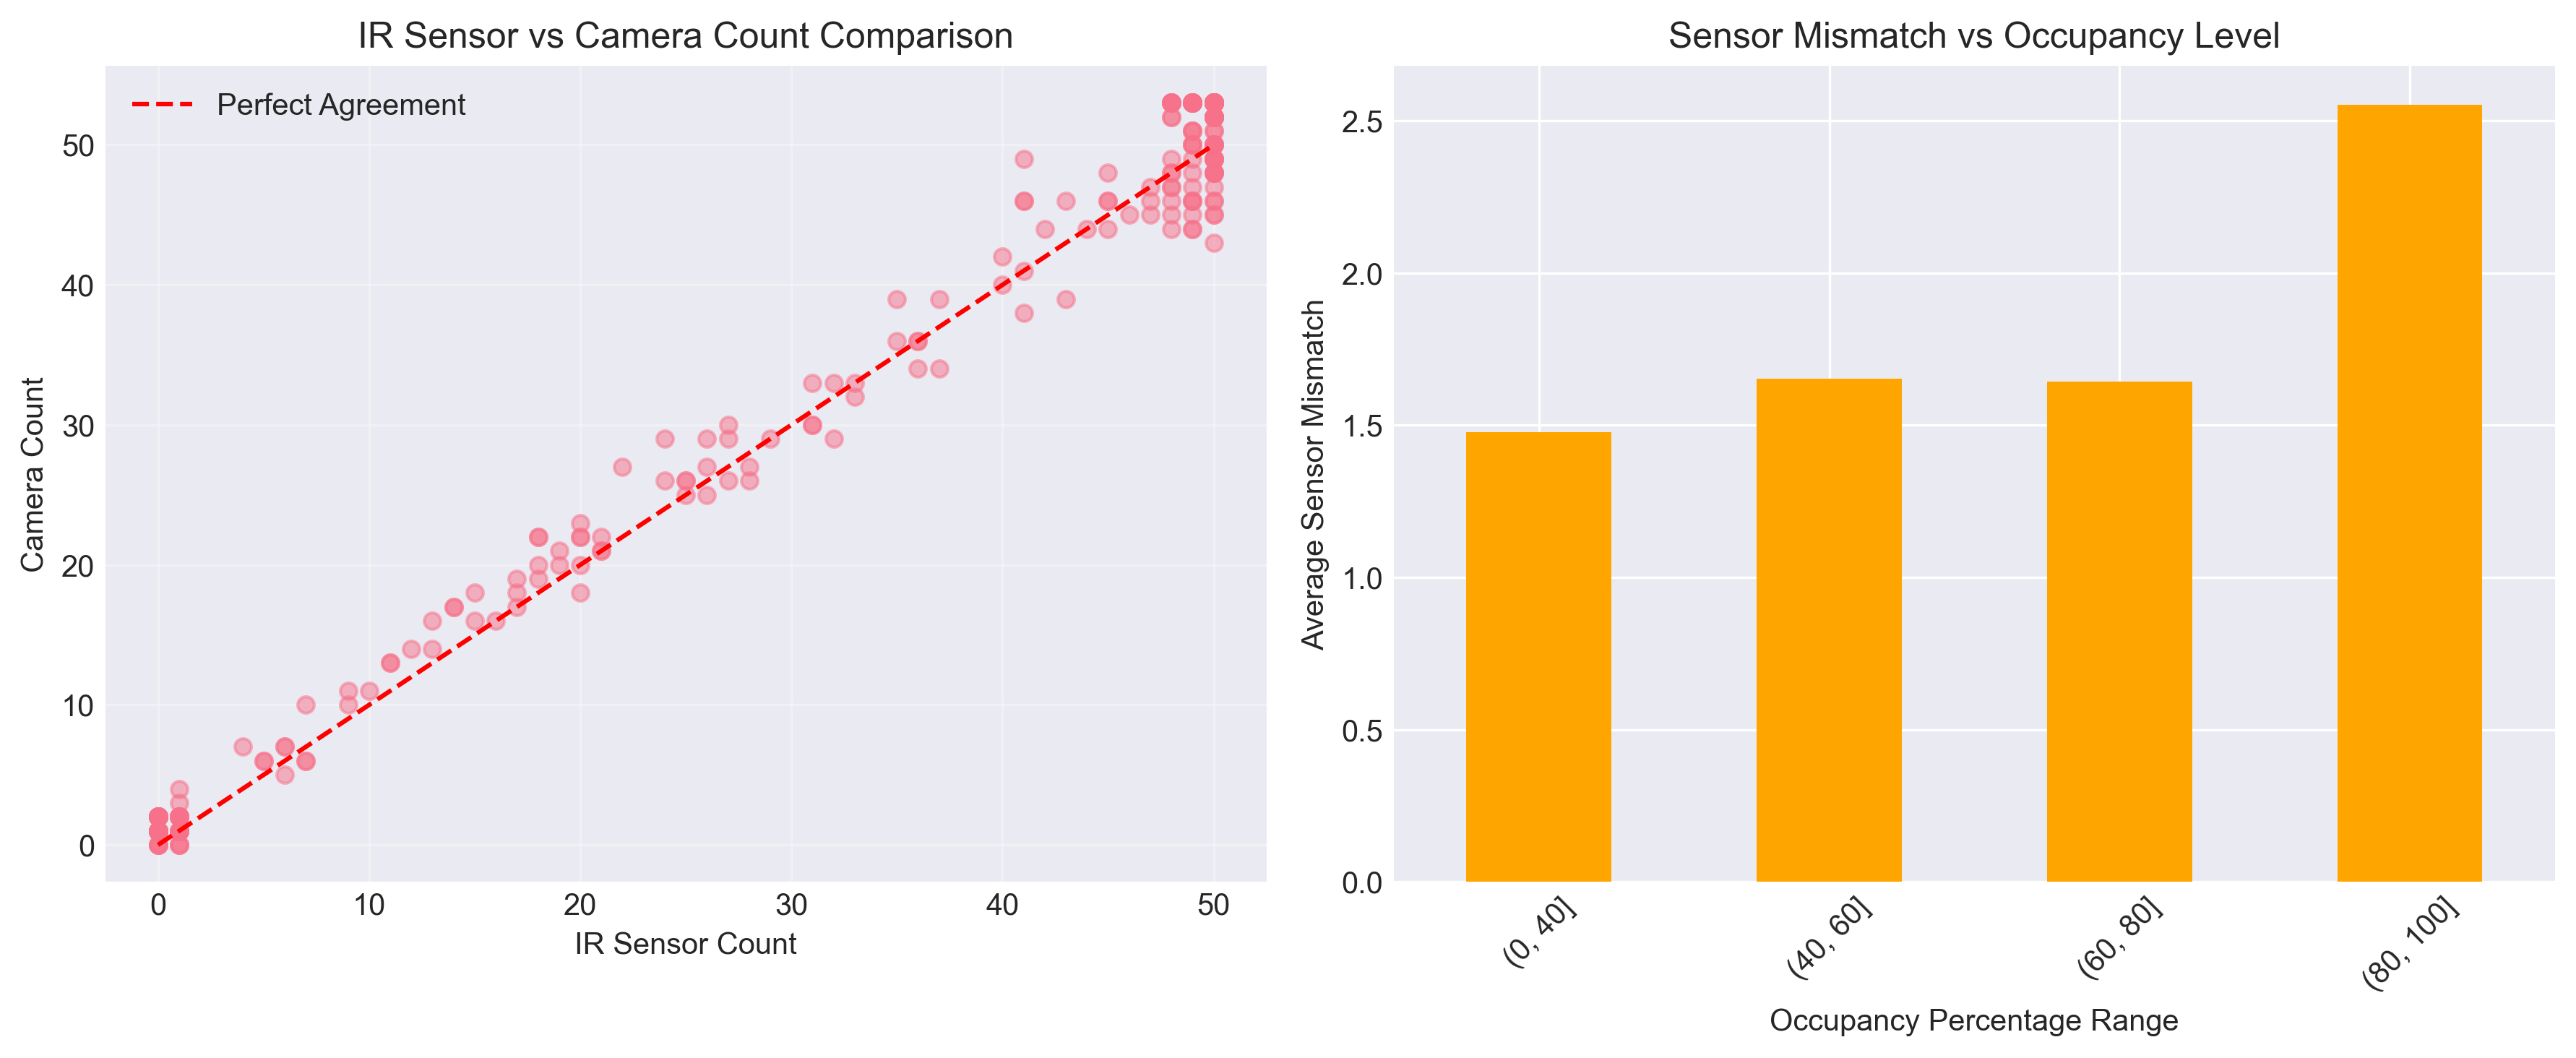 IR Sensor vs Camera Count Comparison
Perfect Agreement
Camera Count
50
40
30
20
10
0
0 10 20 30 40 50
IR Sensor Count
Sensor Mismatch vs Occupancy Level
Average Sensor Mismatch
2.5
2.0
1.5
1.0
0.5
0.0
(0, 40] (40, 60] (60, 80] (80, 100]
Occupancy Percentage Range